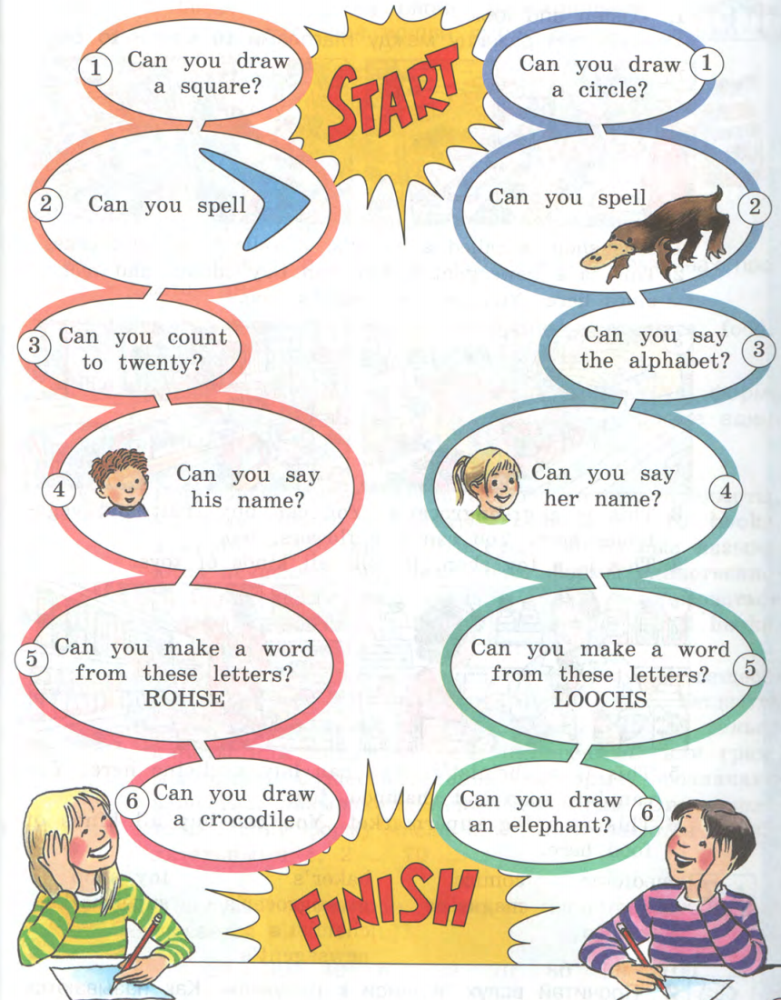 START
1
Can you draw
a square?
2
Can you spell
3
Can you count
to twenty?
4
Can you say
his name?
5
Can you make a word
from these letters?
ROHSE
6
Can you draw
a crocodile
1
Can you draw
a circle?
2
Can you spell
3
Can you say
the alphabet?
4
Can you say
her name?
5
Can you make a word
from these letters?
LOOCHS
6
Can you draw
an elephant?
FINISH